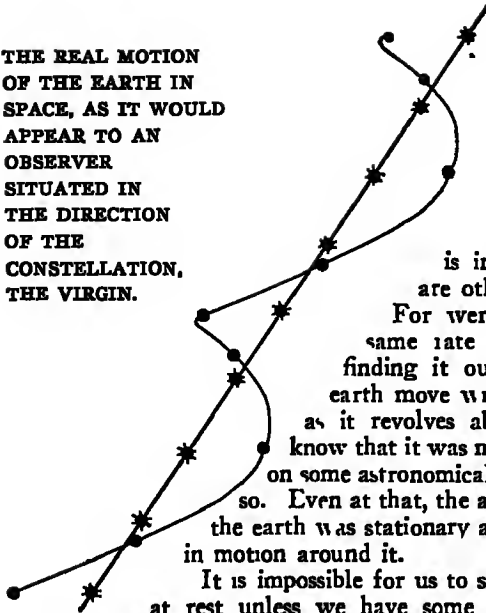 THE REAL MOTION
OF THE EARTH IN
SPACE, AS IT WOULD
APPEAR TO AN
OBSERVER
SITUATED IN
THE DIRECTION
OF THE
CONSTELLATION,
THE VIRGIN.
is in
are oth
For wer
same rate
finding it ou
earth move w
as it revolves ab
know that it was n
on some astronomical
so. Even at that, the a
the earth was stationary a
in motion around it.
It is impossible for us to s
at rest unless we have some